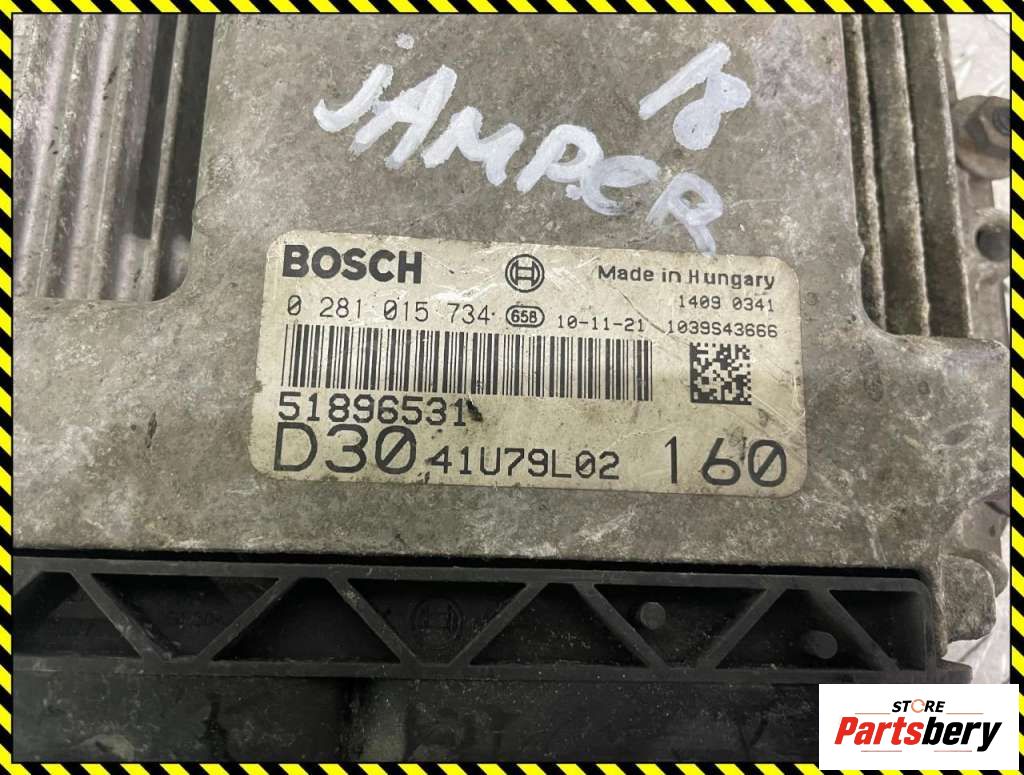 18
JAMPER
BOSCH
Made in Hungary
1409 0341
0 281 015 734 658 10-11-21 1039S43666
51896531
D30 41U79L02 160
STORE
Partsbery